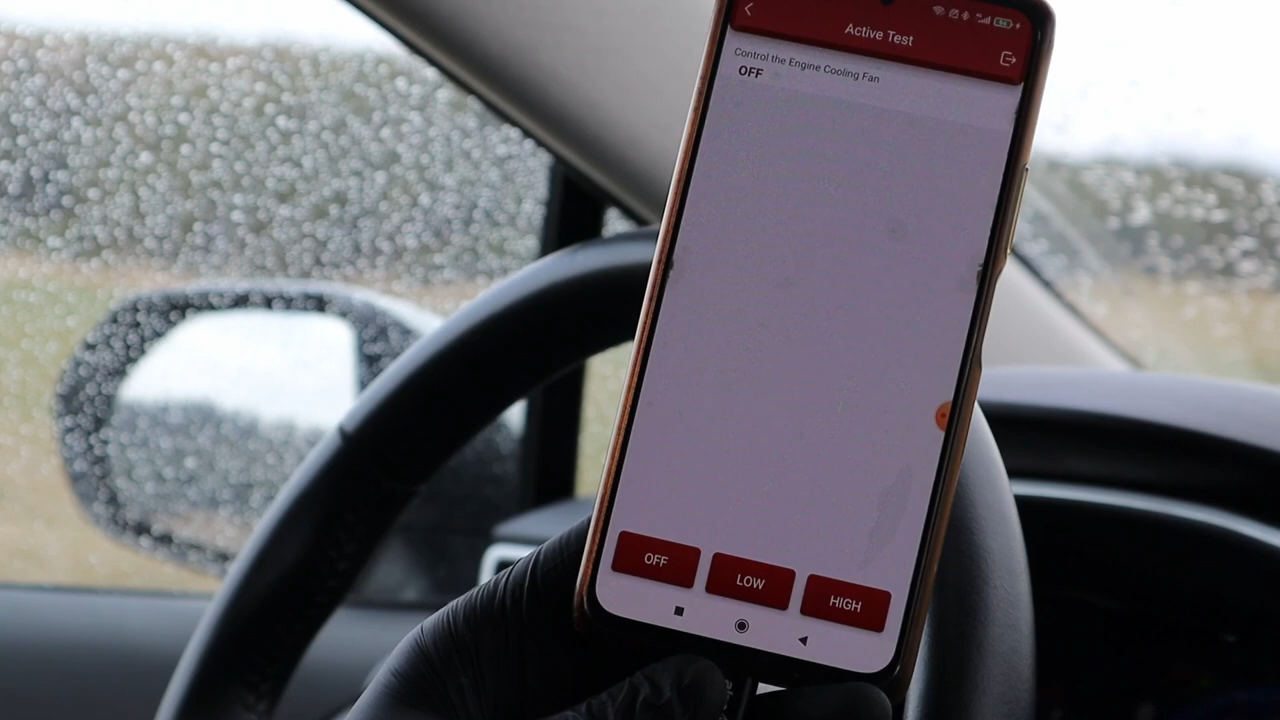 Active Test
Control the Engine Cooling Fan
OFF
OFF
LOW
HIGH